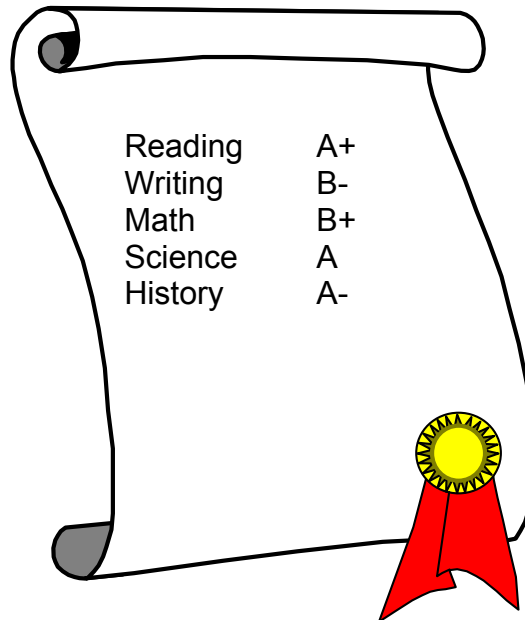 Reading A+
Writing B-
Math B+
Science A
History A-